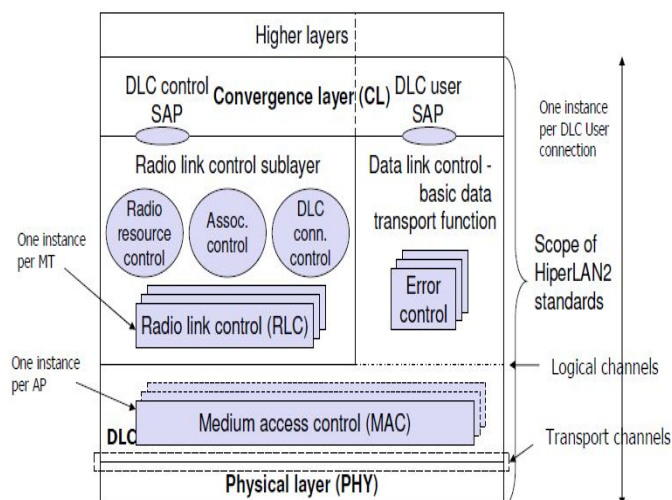 Higher layers
DLC control
SAP
Convergence layer (CL)
DLC user
SAP
One instance
per DLC User
connection
Radio link control sublayer
Data link control -
basic data
transport function
Radio
resource
control
Assoc.
control
DLC
conn.
control
One instance
per MT
Scope of
HiperLAN2
standards
Error
control
Radio link control (RLC)
One instance
per AP
Logical channels
Medium access control (MAC)
DLC
Transport channels
Physical layer (PHY)